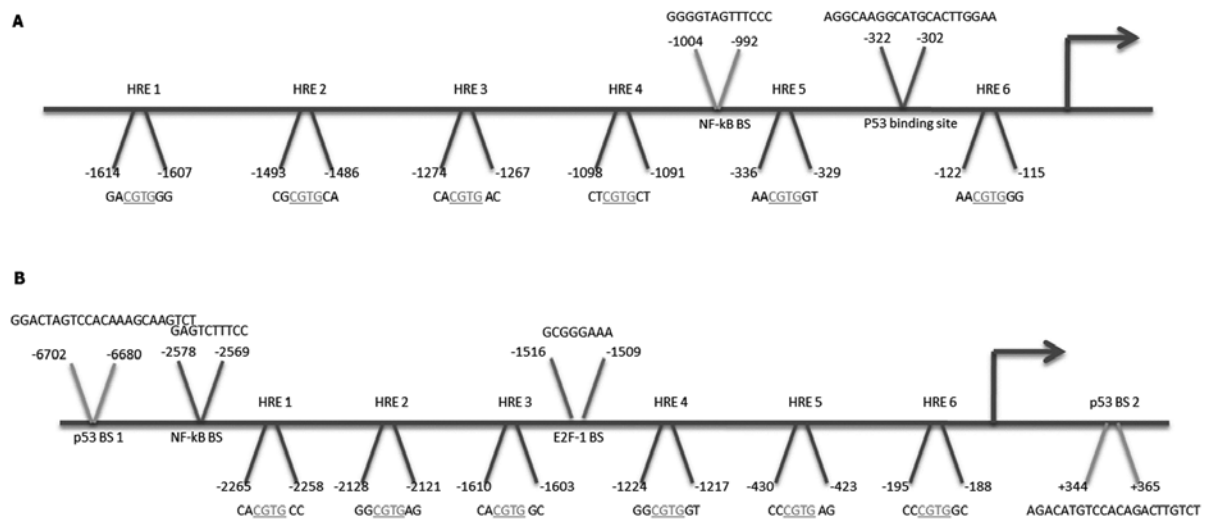 A
GGGGTAGTTTCCC AGGCAAGGCATGCACTTGGAA
-1004 -992 -322 -302
HRE 1 HRE 2 HRE 3 HRE 4 HRE 5 HRE 6
NF-kB BS P53 binding site
-1614 -1607 -1493 -1486 -1274 -1267 -1098 -1091 -336 -329 -122 -115
GACGTGGG CGCGTGCA CACGTG AC CTCGTGCT AACGTGGT AACGTGGG
B
GGACTAGTCCACAAAGCAAGTCT
GAGTCTTTCC GCGGGAAA
-6702 -6680 -2578 -2569 -1516 -1509
HRE 1 HRE 2 HRE 3 HRE 4 HRE 5 HRE 6 p53 BS 2
p53 BS 1 NF-kB BS E2F-1 BS
-2265 -2258 -2128 -2121 -1610 -1603 -1224 -1217 -430 -423 -195 -188 +344 +365
CACGTG CC GGCGTGAG CACGTG GC GGCGTGGT CCCGTG AG CCCGTGGC AGACATGTCCACAGACTTGTCT